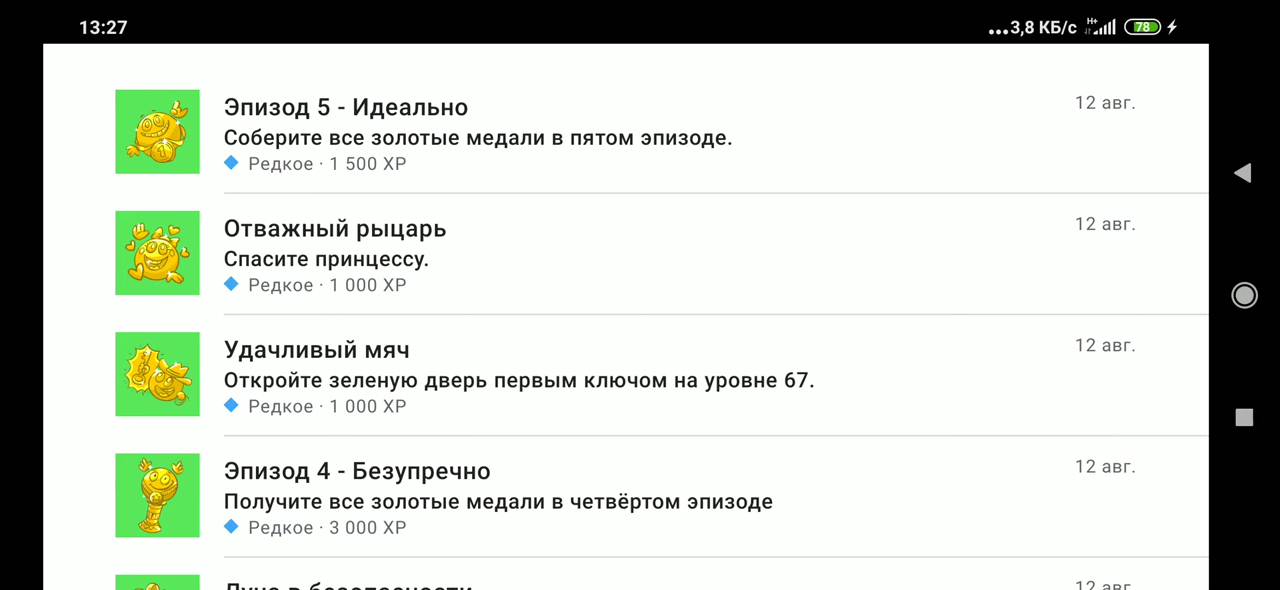 13:27
...3,8 КБ/с H+ 78
Эпизод 5 - Идеально
12 авг.
Соберите все золотые медали в пятом эпизоде.
Редкое · 1 500 XP
Отважный рыцарь
12 авг.
Спасите принцессу.
Редкое · 1 000 XP
Удачливый мяч
12 авг.
Откройте зеленую дверь первым ключом на уровне 67.
Редкое · 1 000 XP
Эпизод 4 - Безупречно
12 авг.
Получите все золотые медали в четвёртом эпизоде
Редкое · 3 000 XP
в безопасности
12 авг.